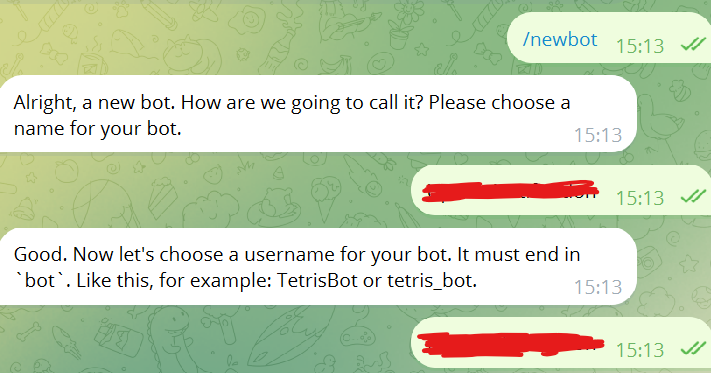 /newbot 15:13
Alright, a new bot. How are we going to call it? Please choose a
name for your bot.
15:13
15:13
Good. Now let's choose a username for your bot. It must end in
`bot`. Like this, for example: TetrisBot or tetris_bot.
15:13
15:13